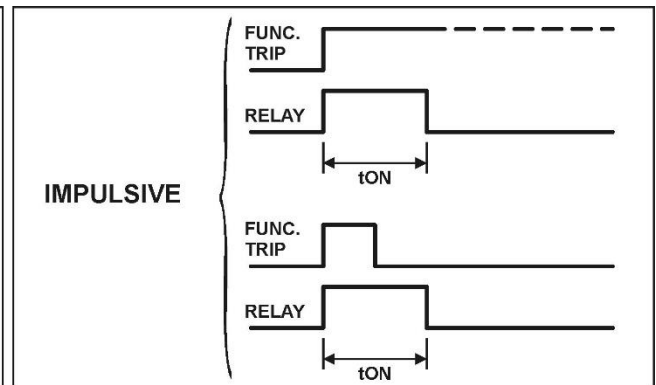 FUNC.
TRIP
RELAY
tON
IMPULSIVE
FUNC.
TRIP
RELAY
tON